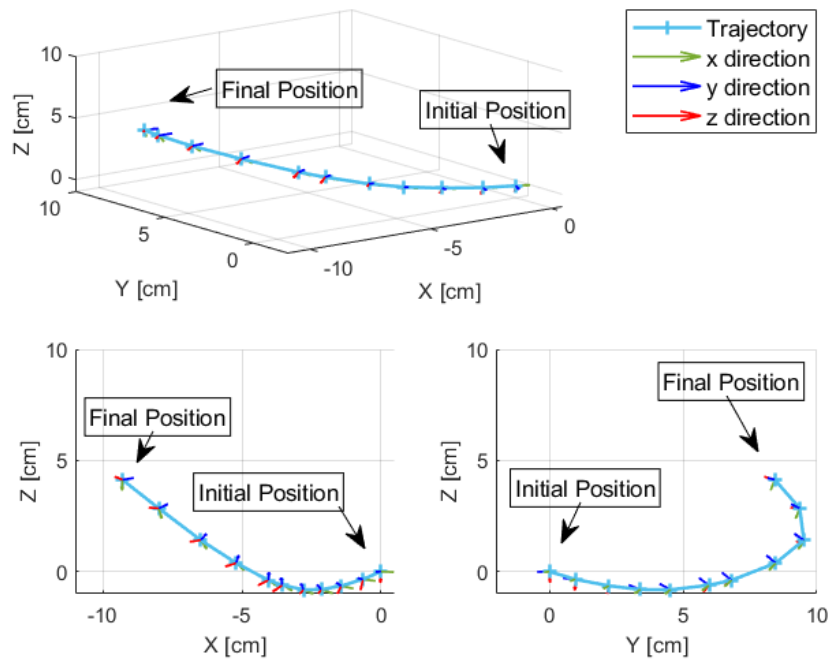 10
5
0
Z [cm]
Final Position
Initial Position
10
5
0
Y [cm]
-10
-5
0
X [cm]
Trajectory
x direction
y direction
z direction
10
5
0
Z [cm]
Final Position
Initial Position
-10
-5
0
X [cm]
10
5
0
Z [cm]
Final Position
Initial Position
0
5
10
Y [cm]